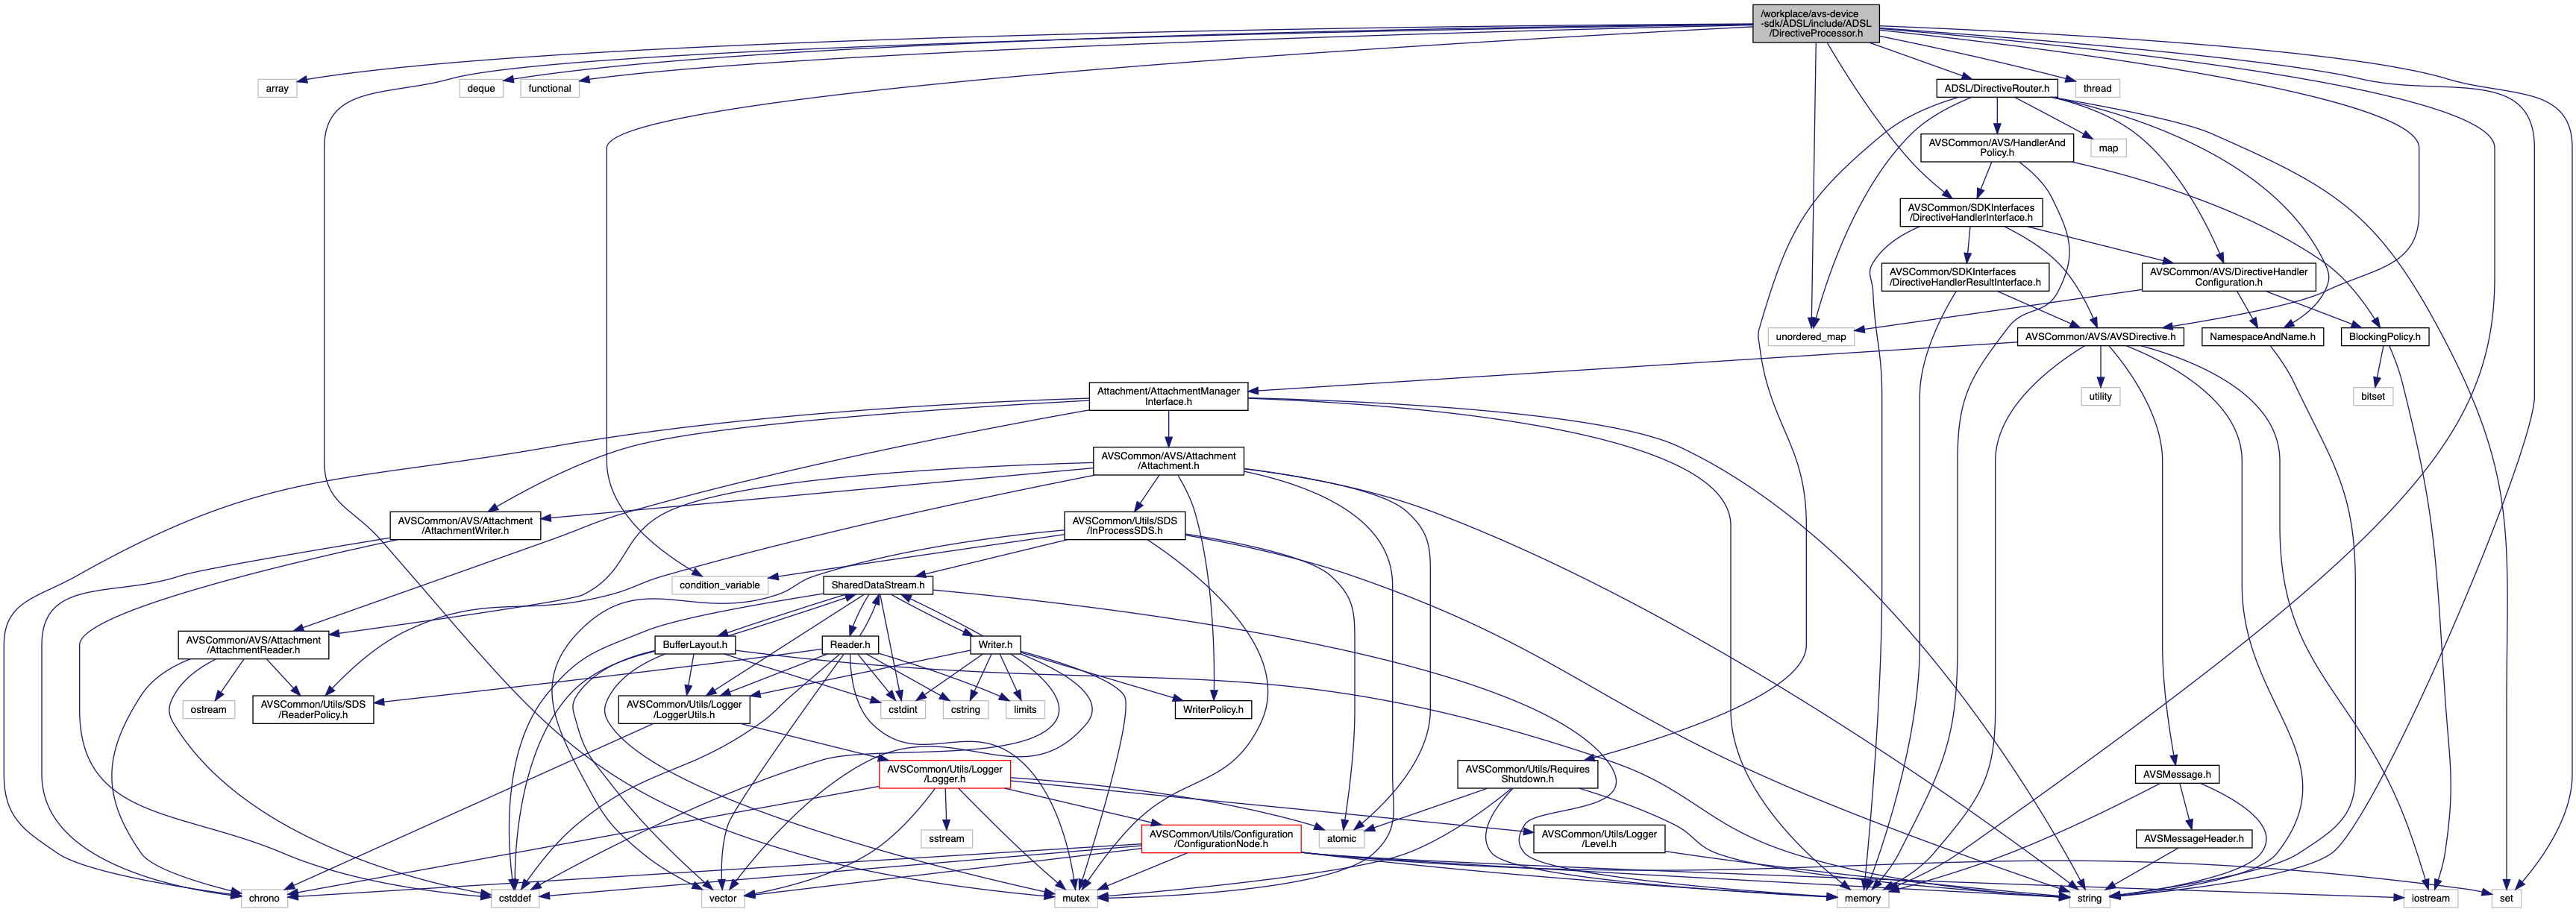 /workplace/avs-device
-sdk/ADSL/include/ADSL
/DirectiveProcessor.h
array
deque
functional
ADSL/DirectiveRouter.h
thread
AVSCommon/AVS/HandlerAnd
Policy.h
map
AVSCommon/SDKInterfaces
/DirectiveHandlerInterface.h
AVSCommon/SDKInterfaces
/DirectiveHandlerResultInterface.h
AVSCommon/AVS/DirectiveHandler
Configuration.h
unordered_map
AVSCommon/AVS/AVSDirective.h
NamespaceAndName.h
BlockingPolicy.h
Attachment/AttachmentManager
Interface.h
utility
bitset
AVSCommon/AVS/Attachment
/Attachment.h
AVSCommon/AVS/Attachment
/AttachmentWriter.h
AVSCommon/Utils/SDS
/InProcessSDS.h
condition_variable
SharedDataStream.h
AVSCommon/AVS/Attachment
/AttachmentReader.h
BufferLayout.h
Reader.h
Writer.h
ostream
AVSCommon/Utils/SDS
/ReaderPolicy.h
AVSCommon/Utils/Logger
/LoggerUtils.h
cstdint
cstring
limits
WriterPolicy.h
AVSCommon/Utils/Logger
/Logger.h
AVSCommon/Utils/Requires
Shutdown.h
AVSMessage.h
sstream
AVSCommon/Utils/Configuration
/ConfigurationNode.h
atomic
AVSCommon/Utils/Logger
/Level.h
AVSMessageHeader.h
chrono
cstddef
vector
mutex
memory
string
iostream
set